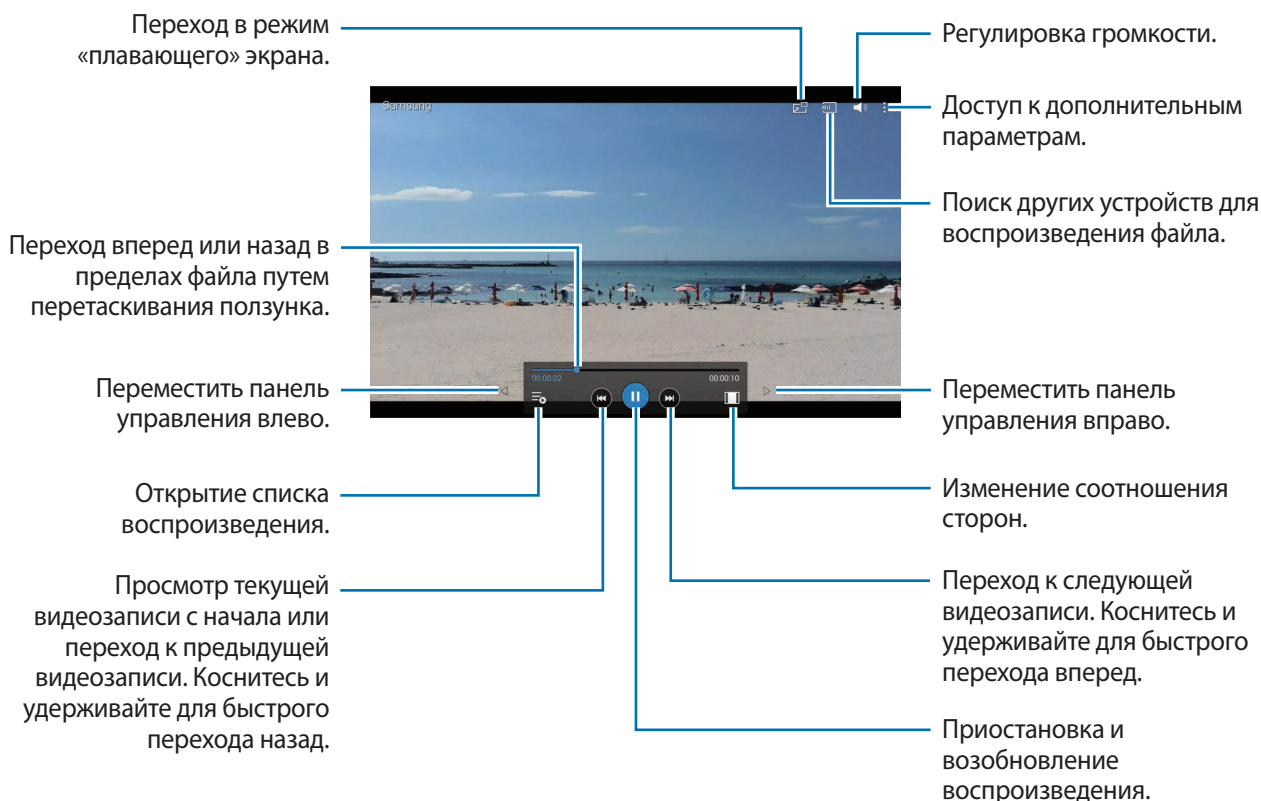 Переход в режим
«плавающего» экрана.
Регулировка громкости.
Samsung
Доступ к дополнительным
параметрам.
Поиск других устройств для
воспроизведения файла.
Переход вперед или назад в
пределах файла путем
перетаскивания ползунка.
00:00:02
00:00:10
Переместить панель
управления влево.
Переместить панель
управления вправо.
Открытие списка
воспроизведения.
Изменение соотношения
сторон.
Просмотр текущей
видеозаписи с начала или
переход к предыдущей
видеозаписи. Коснитесь и
удерживайте для быстрого
перехода назад.
Переход к следующей
видеозаписи. Коснитесь и
удерживайте для быстрого
перехода вперед.
Приостановка и
возобновление
воспроизведения.